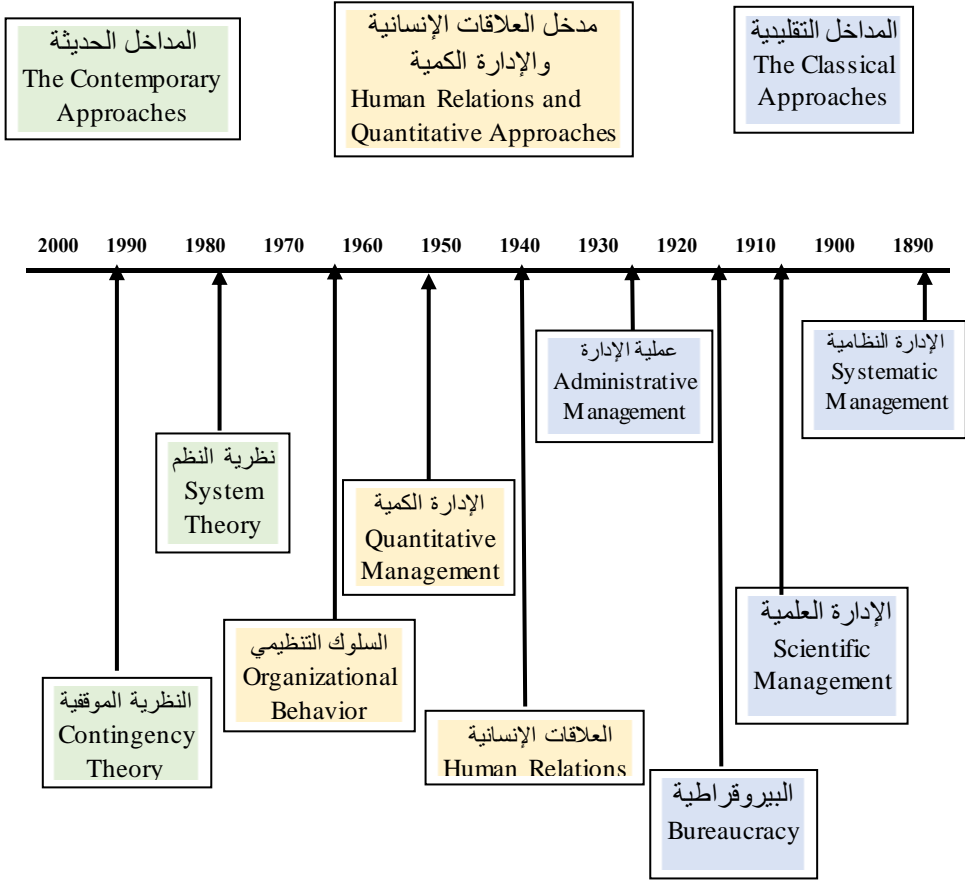 المداخل التقليدية
The Classical
Approaches
مدخل العلاقات الإنسانية
والإدارة الكمية
Human Relations and
Quantitative Approaches
المداخل الحديثة
The Contemporary
Approaches
2000 1990 1980 1970 1960 1950 1940 1930 1920 1910 1900 1890
الإدارة النظامية
Systematic
Management
عملية الإدارة
Administrative
Management
نظرية النظم
System
Theory
الإدارة الكمية
Quantitative
Management
الإدارة العلمية
Scientific
Management
السلوك التنظيمي
Organizational
Behavior
النظرية الموقفية
Contingency
Theory
العلاقات الإنسانية
Human Relations
البيروقراطية
Bureaucracy